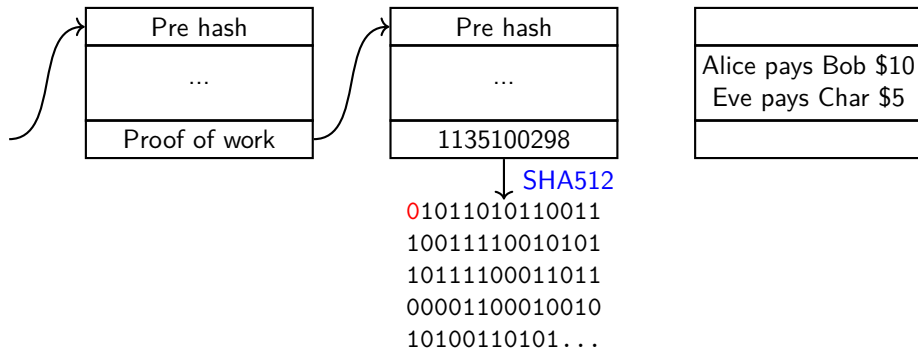 Pre hash
...
Proof of work
Pre hash
...
1135100298
SHA512
01011010110011
10011110010101
10111100011011
00001100010010
10100110101...
Alice pays Bob $10
Eve pays Char $5